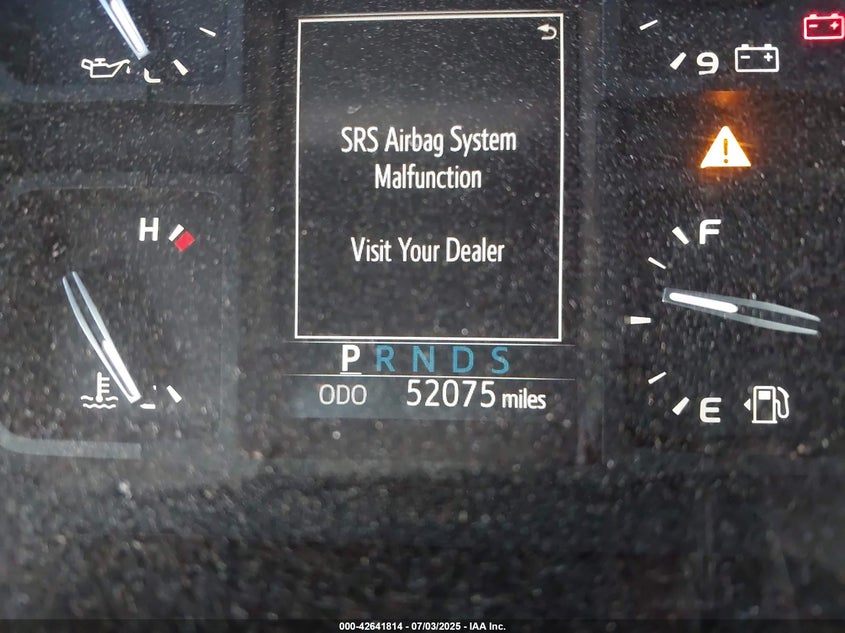 L
9
SRS Airbag System
Malfunction
Visit Your Dealer
H
F
P R N D S
ODO 52075 miles
E
000-42641814 - 07/03/2025 - IAA Inc.